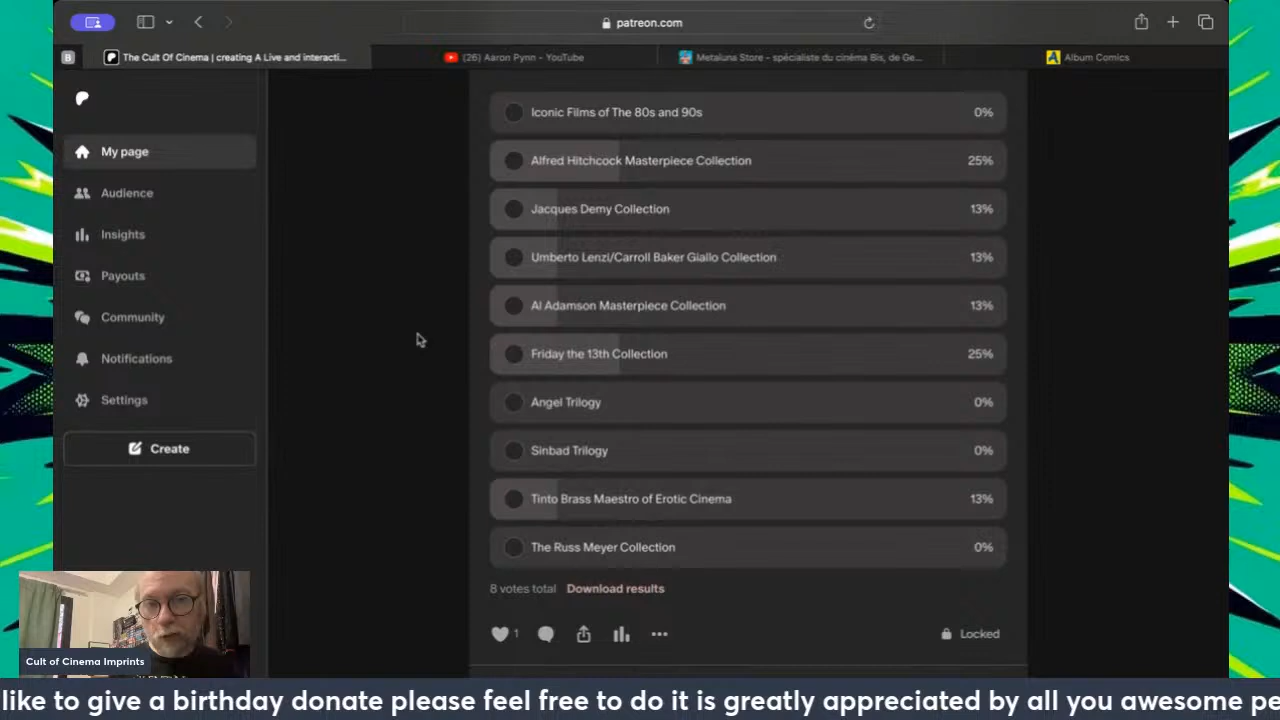 patreon.com
B
The Cult Of Cinema | creating A Live and interacti...
(26) Aaron Pynn - YouTube
Metaluna Store - spécialiste du cinéma Bis, de Ge...
A
Album Comics
My page
Audience
Insights
Payouts
Community
Notifications
Settings
Create
Iconic Films of The 80s and 90s 0%
Alfred Hitchcock Masterpiece Collection 25%
Jacques Demy Collection 13%
Umberto Lenzi/Carroll Baker Giallo Collection 13%
Al Adamson Masterpiece Collection 13%
Friday the 13th Collection 25%
Angel Trilogy 0%
Sinbad Trilogy 0%
Tinto Brass Maestro of Erotic Cinema 13%
The Russ Meyer Collection 0%
8 votes total Download results
1
Locked
Cult of Cinema Imprints
like to give a birthday donate please feel free to do it is greatly appreciated by all you awesome pe